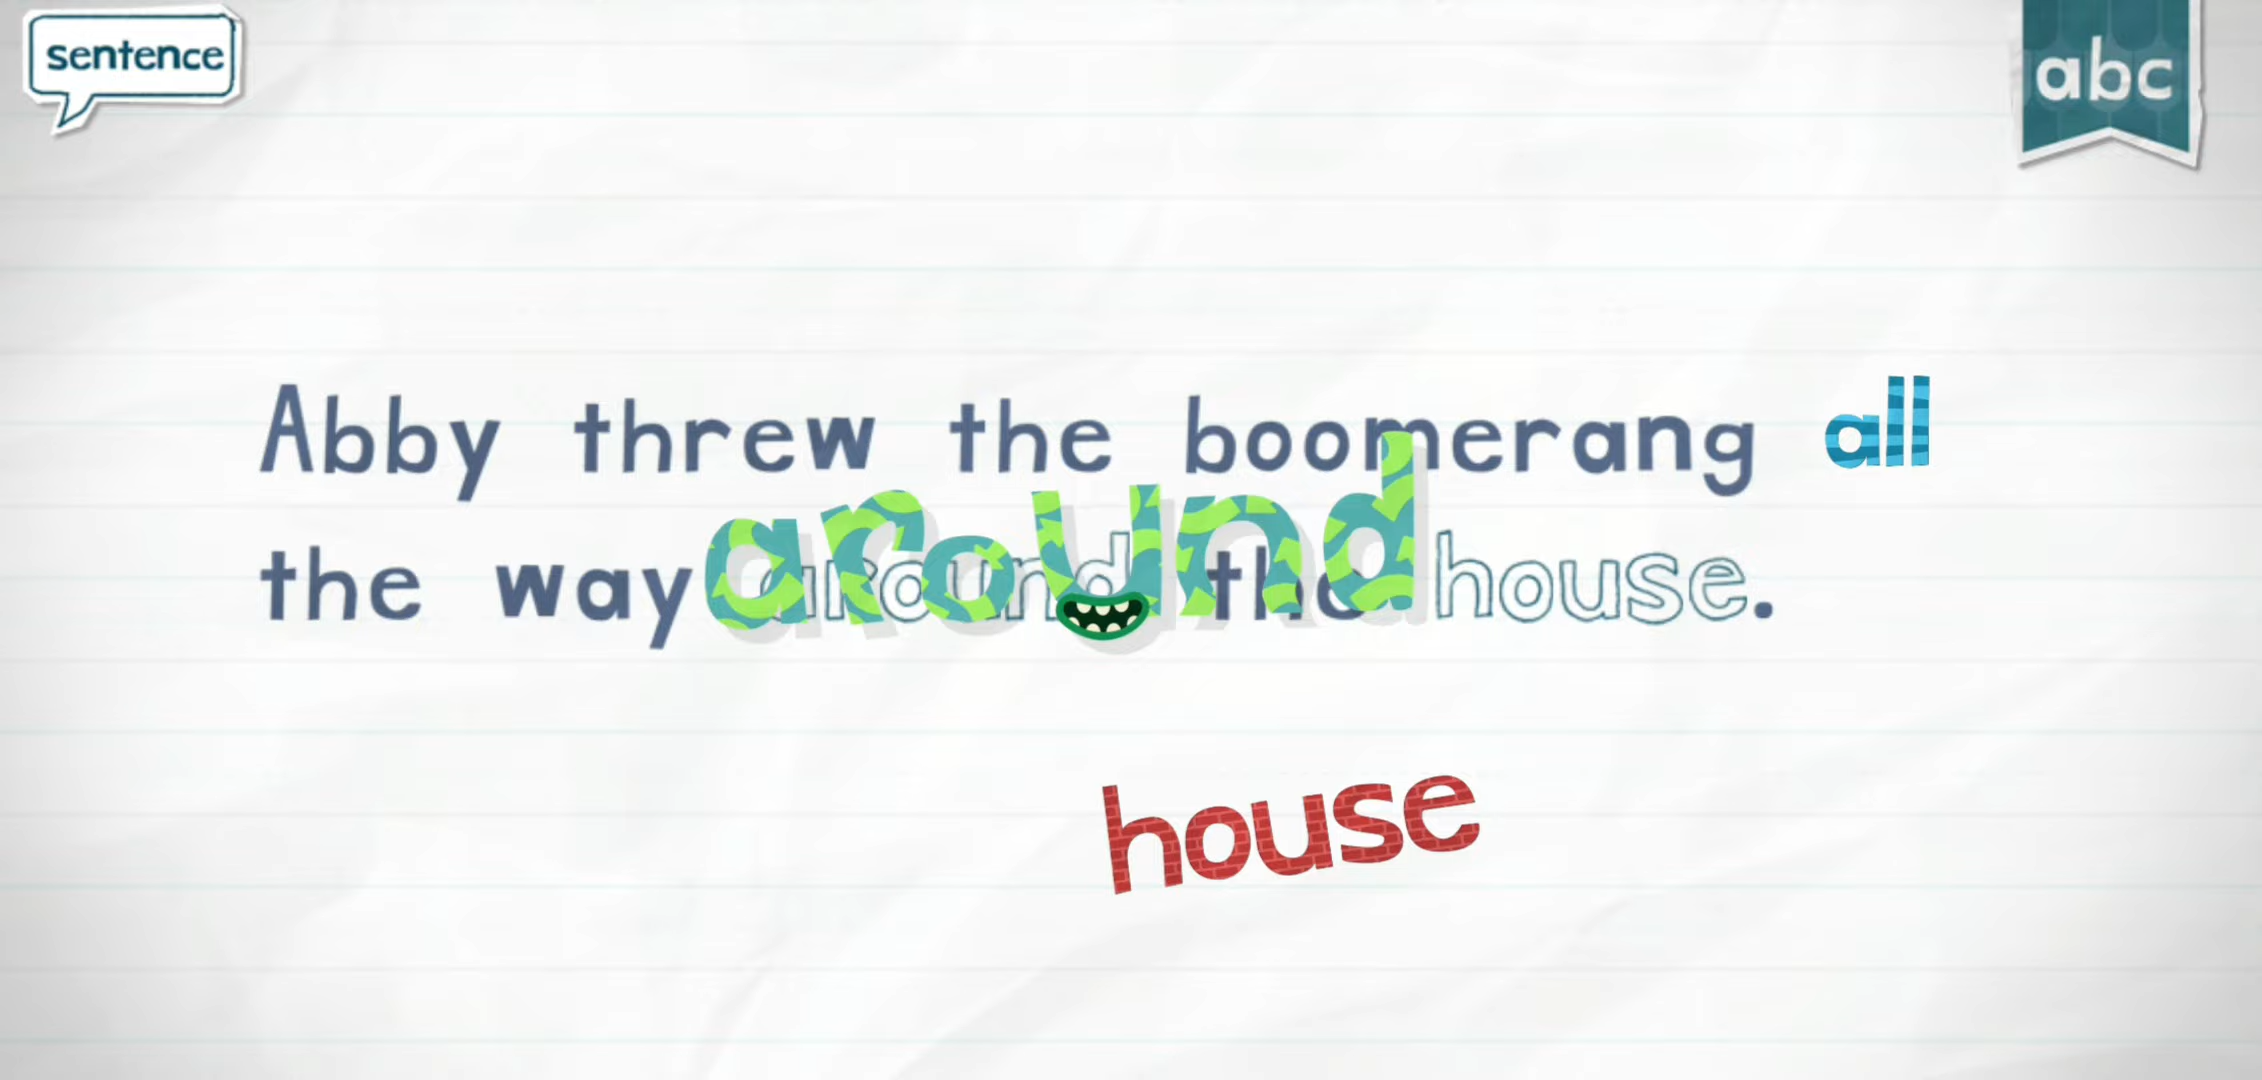 sentence
abc
Abby threw the boomerang all
the way around the house.
around
house